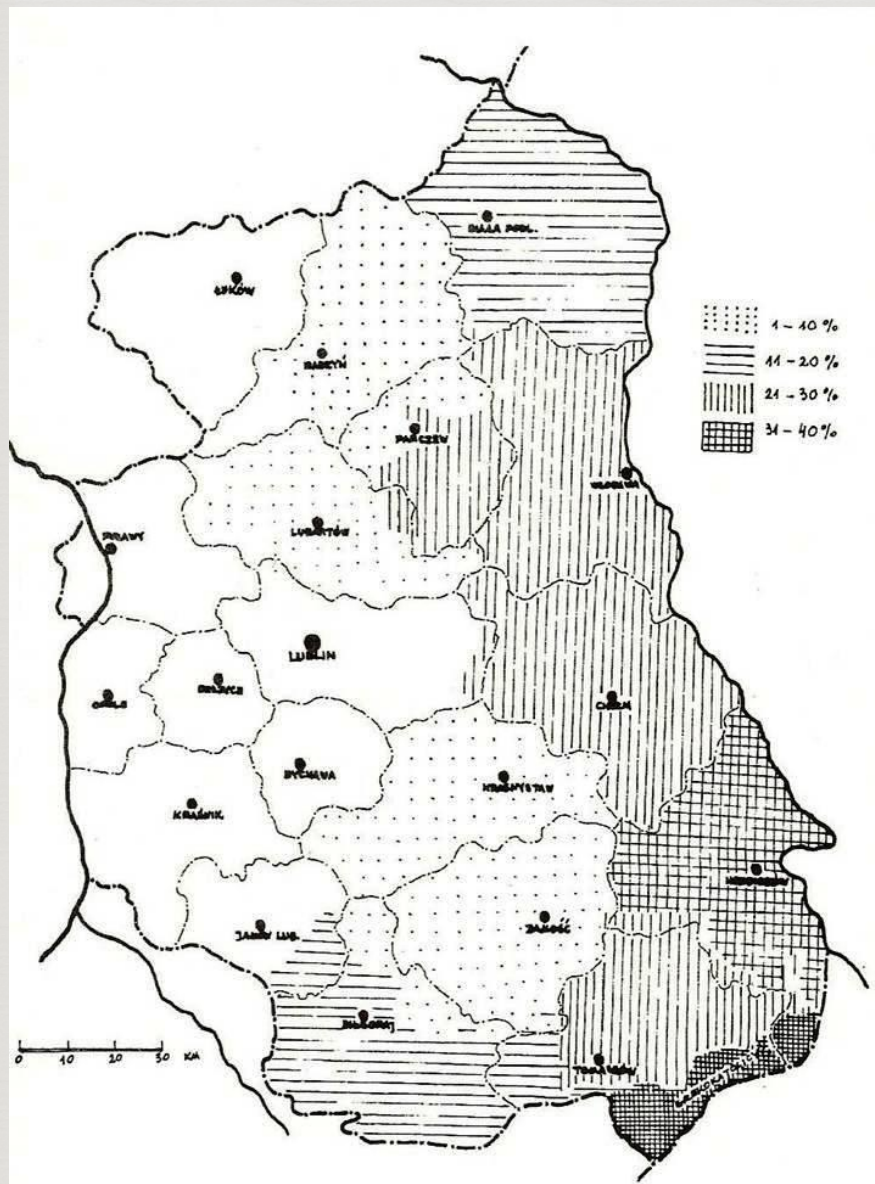 BIAŁA PODL.
ŁUKÓW
1 – 10 %
11 – 20 %
RADZYŃ
21 – 30 %
31 – 40 %
PARCZEW
WŁODAWA
LUBARTÓW
PUŁAWY
LUBLIN
BEŁŻYCE
OPOLE
CHEŁM
BYCHAWA
KRASNYSTAW
KRAŚNIK
HRUBIESZÓW
JANÓW LUB.
ZAMOŚĆ
BIŁGORAJ
0 10 20 30 KM
TOMASZÓW